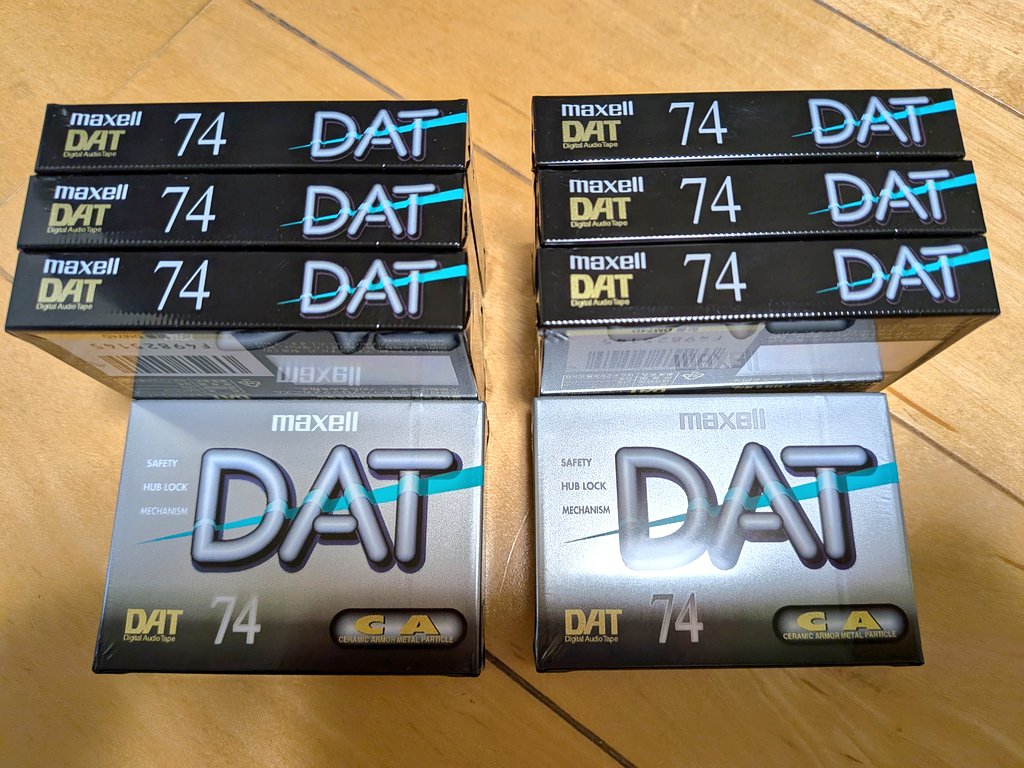 maxell
DAT
Digital Audio Tape
74
DAT
maxell
DAT
Digital Audio Tape
74
DAT
maxell
DAT
Digital Audio Tape
74
DAT
maxell
maxell
DAT
Digital Audio Tape
74
DAT
maxell
DAT
Digital Audio Tape
74
DAT
maxell
DAT
Digital Audio Tape
74
DAT
maxell
SAFETY
HUB LOCK
MECHANISM
DAT
DAT
Digital Audio Tape
74
CA
CERAMIC ARMOR METAL PARTICLE
maxell
SAFETY
HUB LOCK
MECHANISM
DAT
DAT
Digital Audio Tape
74
CA
CERAMIC ARMOR METAL PARTICLE